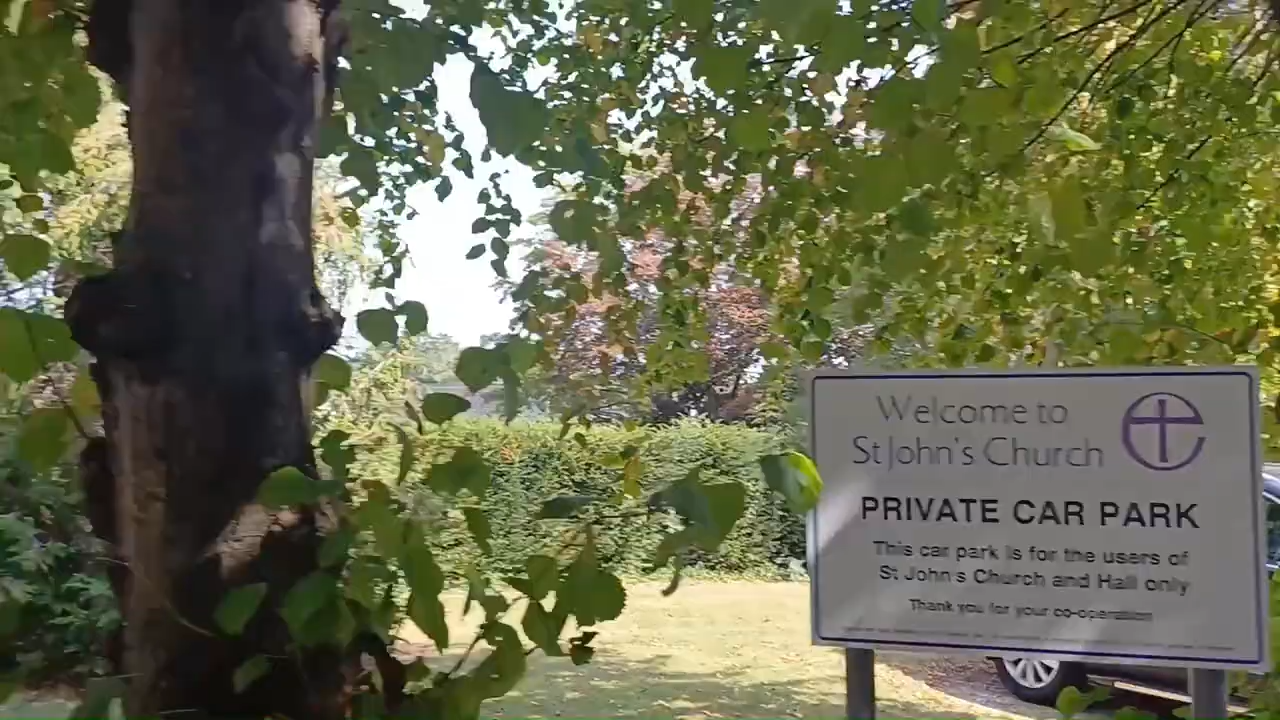 Welcome to
St John's Church
PRIVATE CAR PARK
This car park is for the users of
St John's Church and Hall only
Thank you for your co-operation